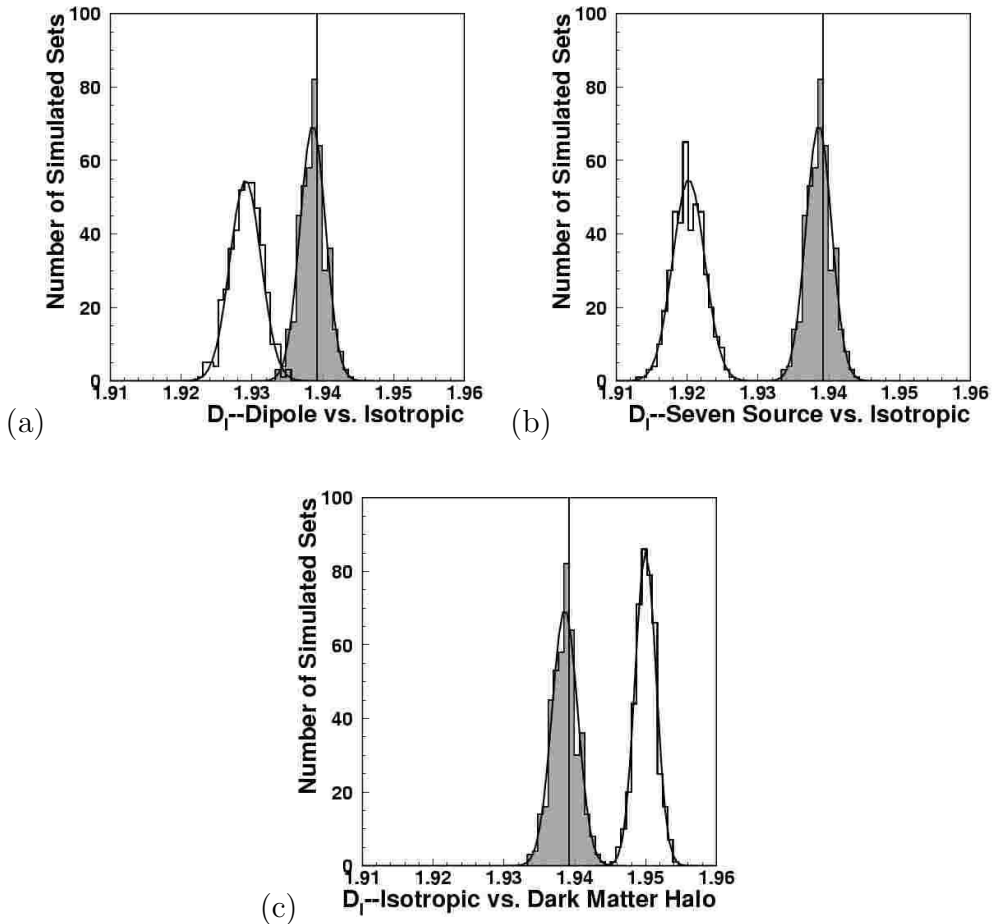 Number of Simulated Sets
100
80
60
40
20
0
1.91 1.92 1.93 1.94 1.95 1.96
(a) D_I--Dipole vs. Isotropic
Number of Simulated Sets
100
80
60
40
20
0
1.91 1.92 1.93 1.94 1.95 1.96
(b) D_I--Seven Source vs. Isotropic
Number of Simulated Sets
100
80
60
40
20
0
1.91 1.92 1.93 1.94 1.95 1.96
(c) D_I--Isotropic vs. Dark Matter Halo